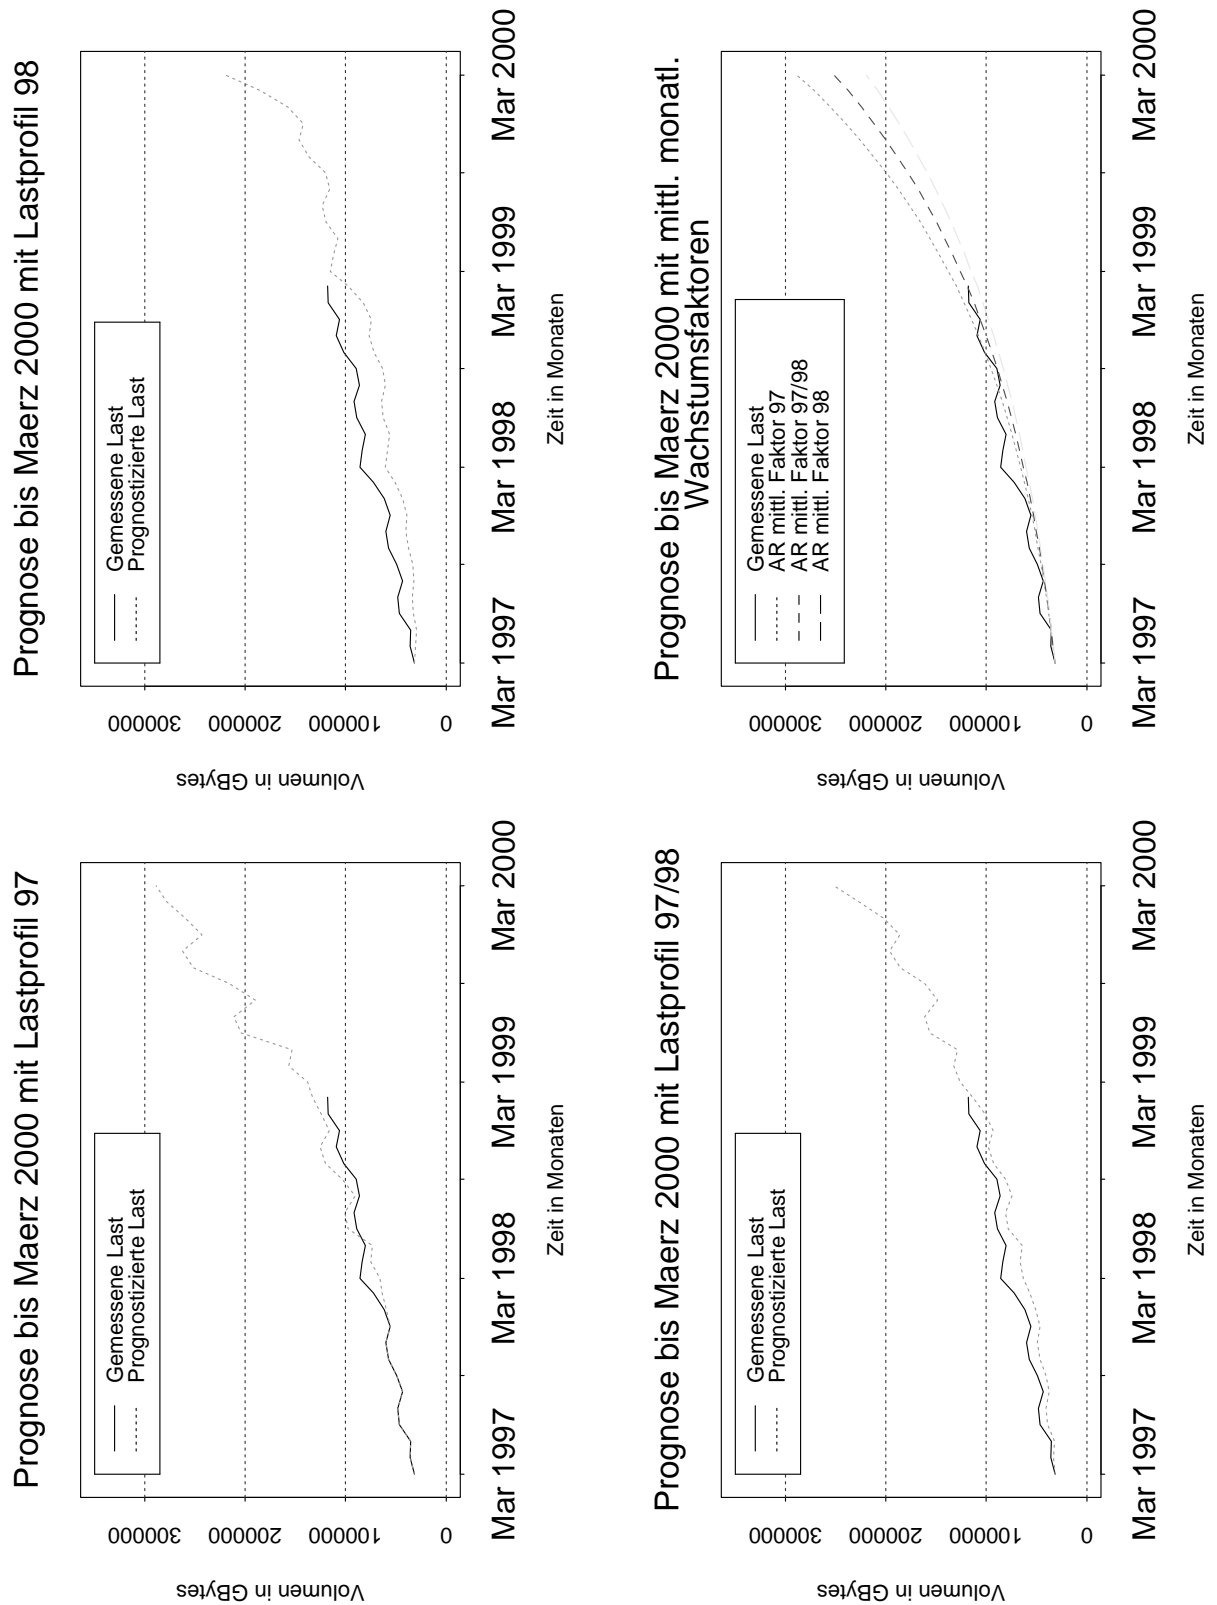 Prognose bis Maerz 2000 mit Lastprofil 97
Gemessene Last
Prognostizierte Last
Volumen in GBytes
300000
200000
100000
0
Mar 1997
Mar 1998
Mar 1999
Mar 2000
Zeit in Monaten
Prognose bis Maerz 2000 mit Lastprofil 98
Gemessene Last
Prognostizierte Last
Volumen in GBytes
300000
200000
100000
0
Mar 1997
Mar 1998
Mar 1999
Mar 2000
Zeit in Monaten
Prognose bis Maerz 2000 mit Lastprofil 97/98
Gemessene Last
Prognostizierte Last
Volumen in GBytes
300000
200000
100000
0
Mar 1997
Mar 1998
Mar 1999
Mar 2000
Zeit in Monaten
Prognose bis Maerz 2000 mit mittl. monatl.
Wachstumsfaktoren
Gemessene Last
AR mittl. Faktor 97
AR mittl. Faktor 97/98
AR mittl. Faktor 98
Volumen in GBytes
300000
200000
100000
0
Mar 1997
Mar 1998
Mar 1999
Mar 2000
Zeit in Monaten